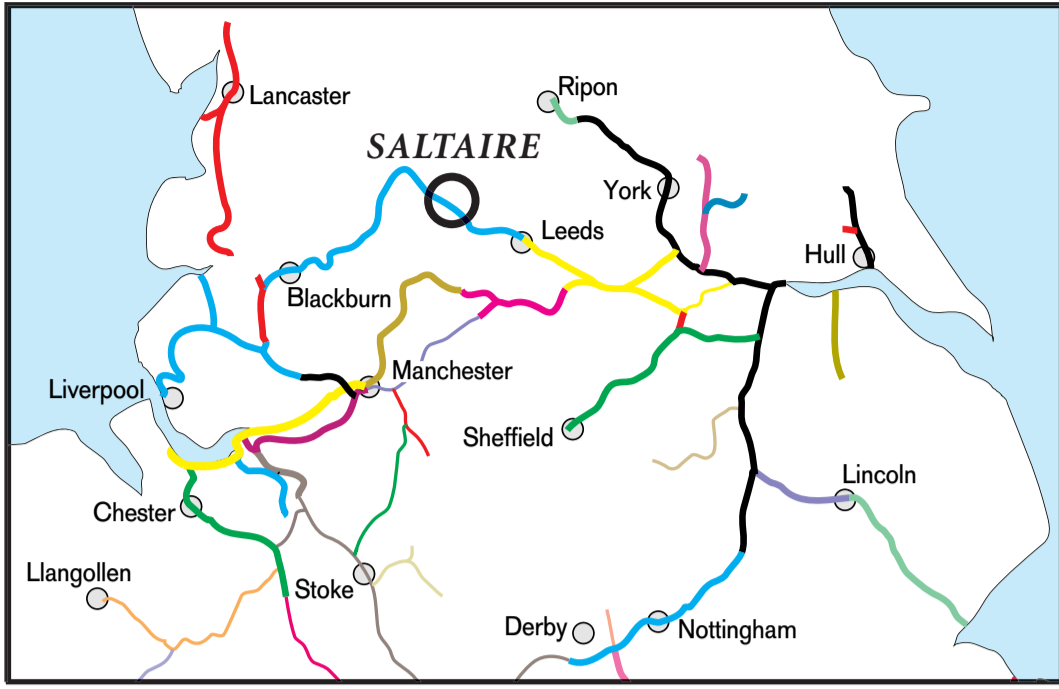 Ripon
Lancaster
SALTAIRE
York
Leeds
Hull
Blackburn
Manchester
Liverpool
Sheffield
Lincoln
Chester
Llangollen
Stoke
Derby
Nottingham